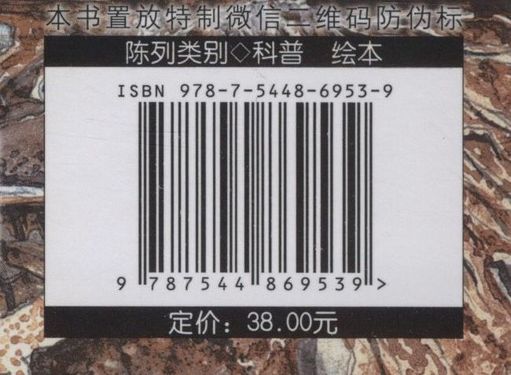 本书置放特制微信二维码防伪标
陈列类别◇科普 绘本
ISBN 978-7-5448-6953-9
9 787544 869539 >
定价：38.00元